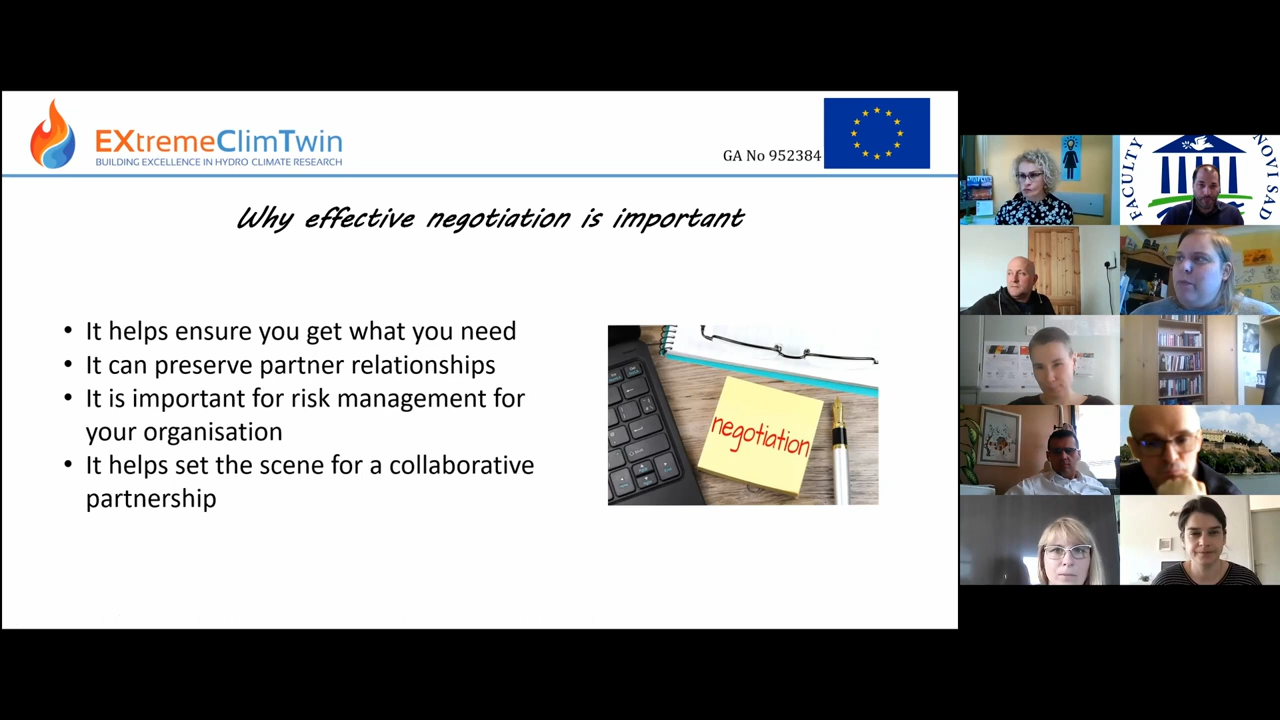 EXtremeClimTwin
BUILDING EXCELLENCE IN HYDRO CLIMATE RESEARCH
GA No 952384
Why effective negotiation is important
• It helps ensure you get what you need
• It can preserve partner relationships
• It is important for risk management for
your organisation
• It helps set the scene for a collaborative
partnership
negotiation
FACULTY
NOVI SAD